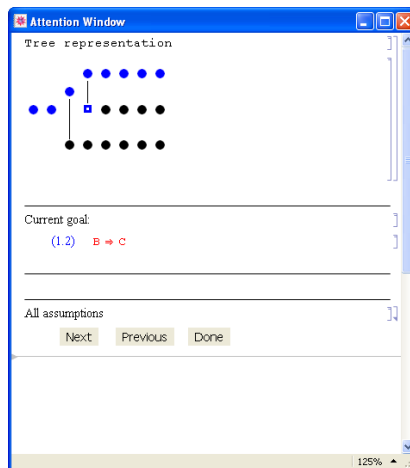 Attention Window
Tree representation
Current goal:
(1.2) B ⇒ C
All assumptions
Next Previous Done
125%